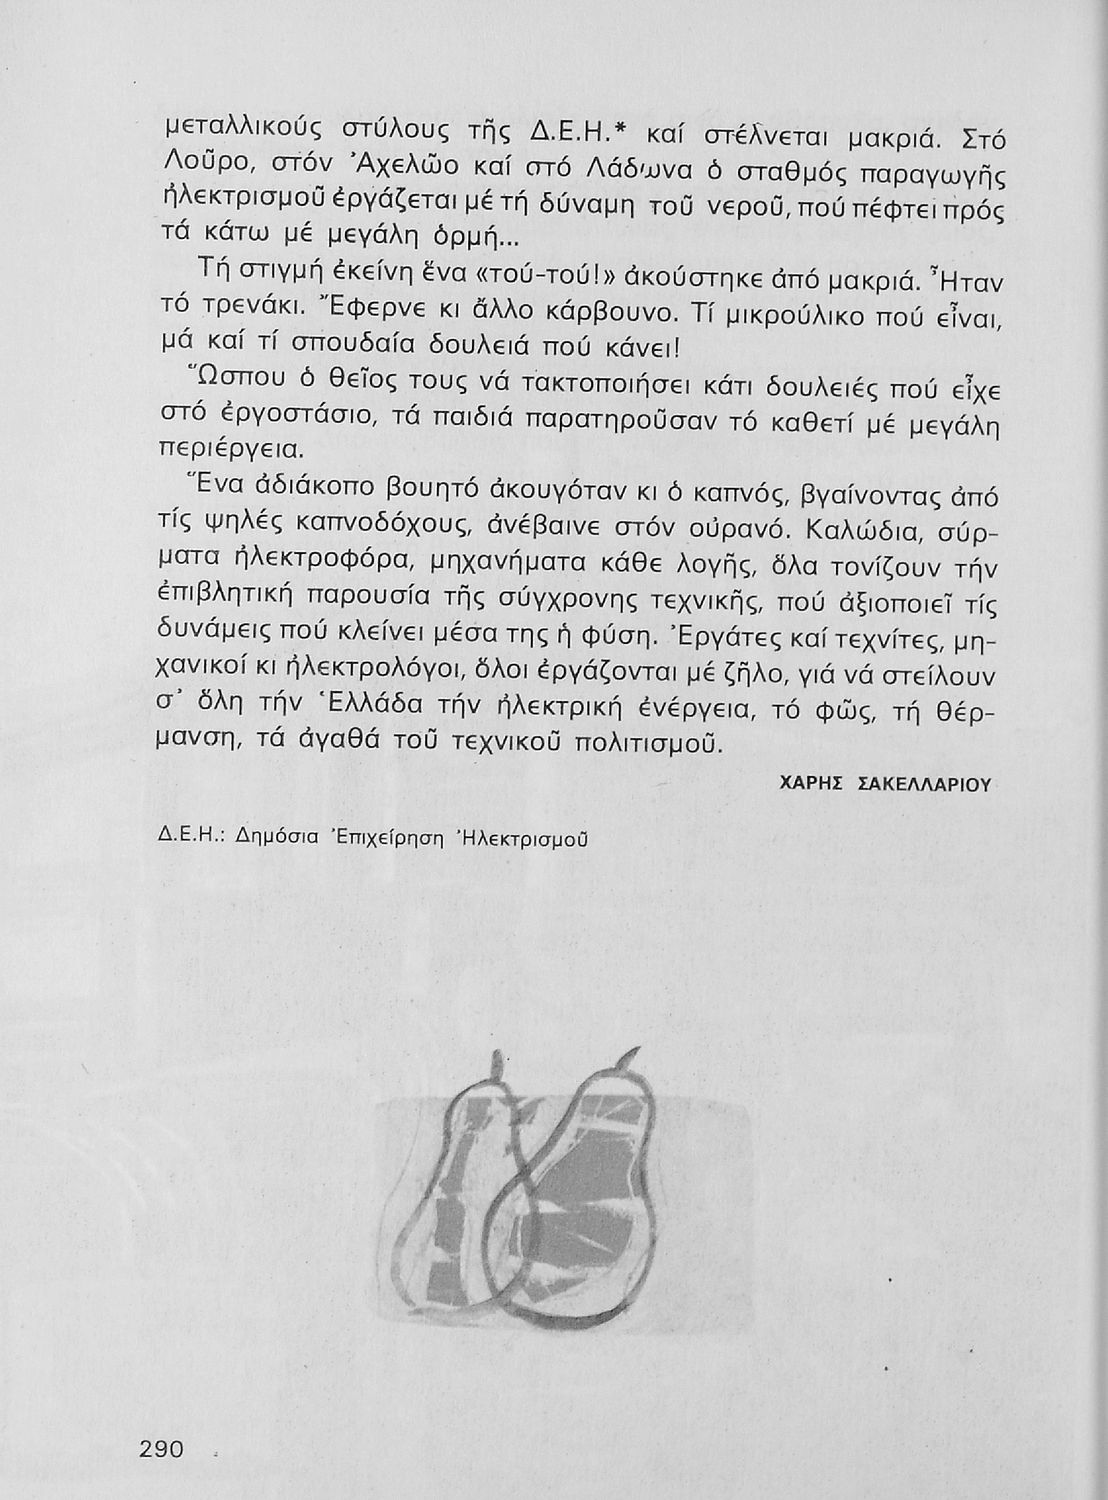 μεταλλικούς στύλους τῆς Δ.Ε.Η.* καί στέλνεται μακριά. Στό
Λοῦρο, στόν Ἀχελῶο καί στό Λάδωνα ὁ σταθμός παραγωγῆς
ἠλεκτρισμοῦ ἐργάζεται μέ τή δύναμη τοῦ νεροῦ, πού πέφτει πρός
τά κάτω μέ μεγάλη ὁρμή...
Τή στιγμή ἐκείνη ἕνα «τού-τού!» ἀκούστηκε ἀπό μακριά. Ἦταν
τό τρενάκι. Ἔφερνε κι ἄλλο κάρβουνο. Τί μικρούλικο πού εἶναι,
μά καί τί σπουδαία δουλειά πού κάνει!
Ὥσπου ὁ θεῖος τους νά τακτοποιήσει κάτι δουλειές πού εἶχε
στό ἐργοστάσιο, τά παιδιά παρατηροῦσαν τό καθετί μέ μεγάλη
περιέργεια.
Ἕνα ἀδιάκοπο βουητό ἀκουγόταν κι ὁ καπνός, βγαίνοντας ἀπό
τίς ψηλές καπνοδόχους, ἀνέβαινε στόν οὐρανό. Καλώδια, σύρ-
ματα ἠλεκτροφόρα, μηχανήματα κάθε λογῆς, ὅλα τονίζουν τήν
ἐπιβλητική παρουσία τῆς σύγχρονης τεχνικῆς, πού ἀξιοποιεῖ τίς
δυνάμεις πού κλείνει μέσα της ἡ φύση. Ἐργάτες καί τεχνίτες, μη-
χανικοί κι ἠλεκτρολόγοι, ὅλοι ἐργάζονται μέ ζῆλο, γιά νά στείλουν
σ' ὅλη τήν Ἑλλάδα τήν ἠλεκτρική ἐνέργεια, τό φῶς, τή θέρ-
μανση, τά ἀγαθά τοῦ τεχνικοῦ πολιτισμοῦ.
ΧΑΡΗΣ ΣΑΚΕΛΛΑΡΙΟΥ
Δ.Ε.Η.: Δημόσια Ἐπιχείρηση Ἠλεκτρισμοῦ
290